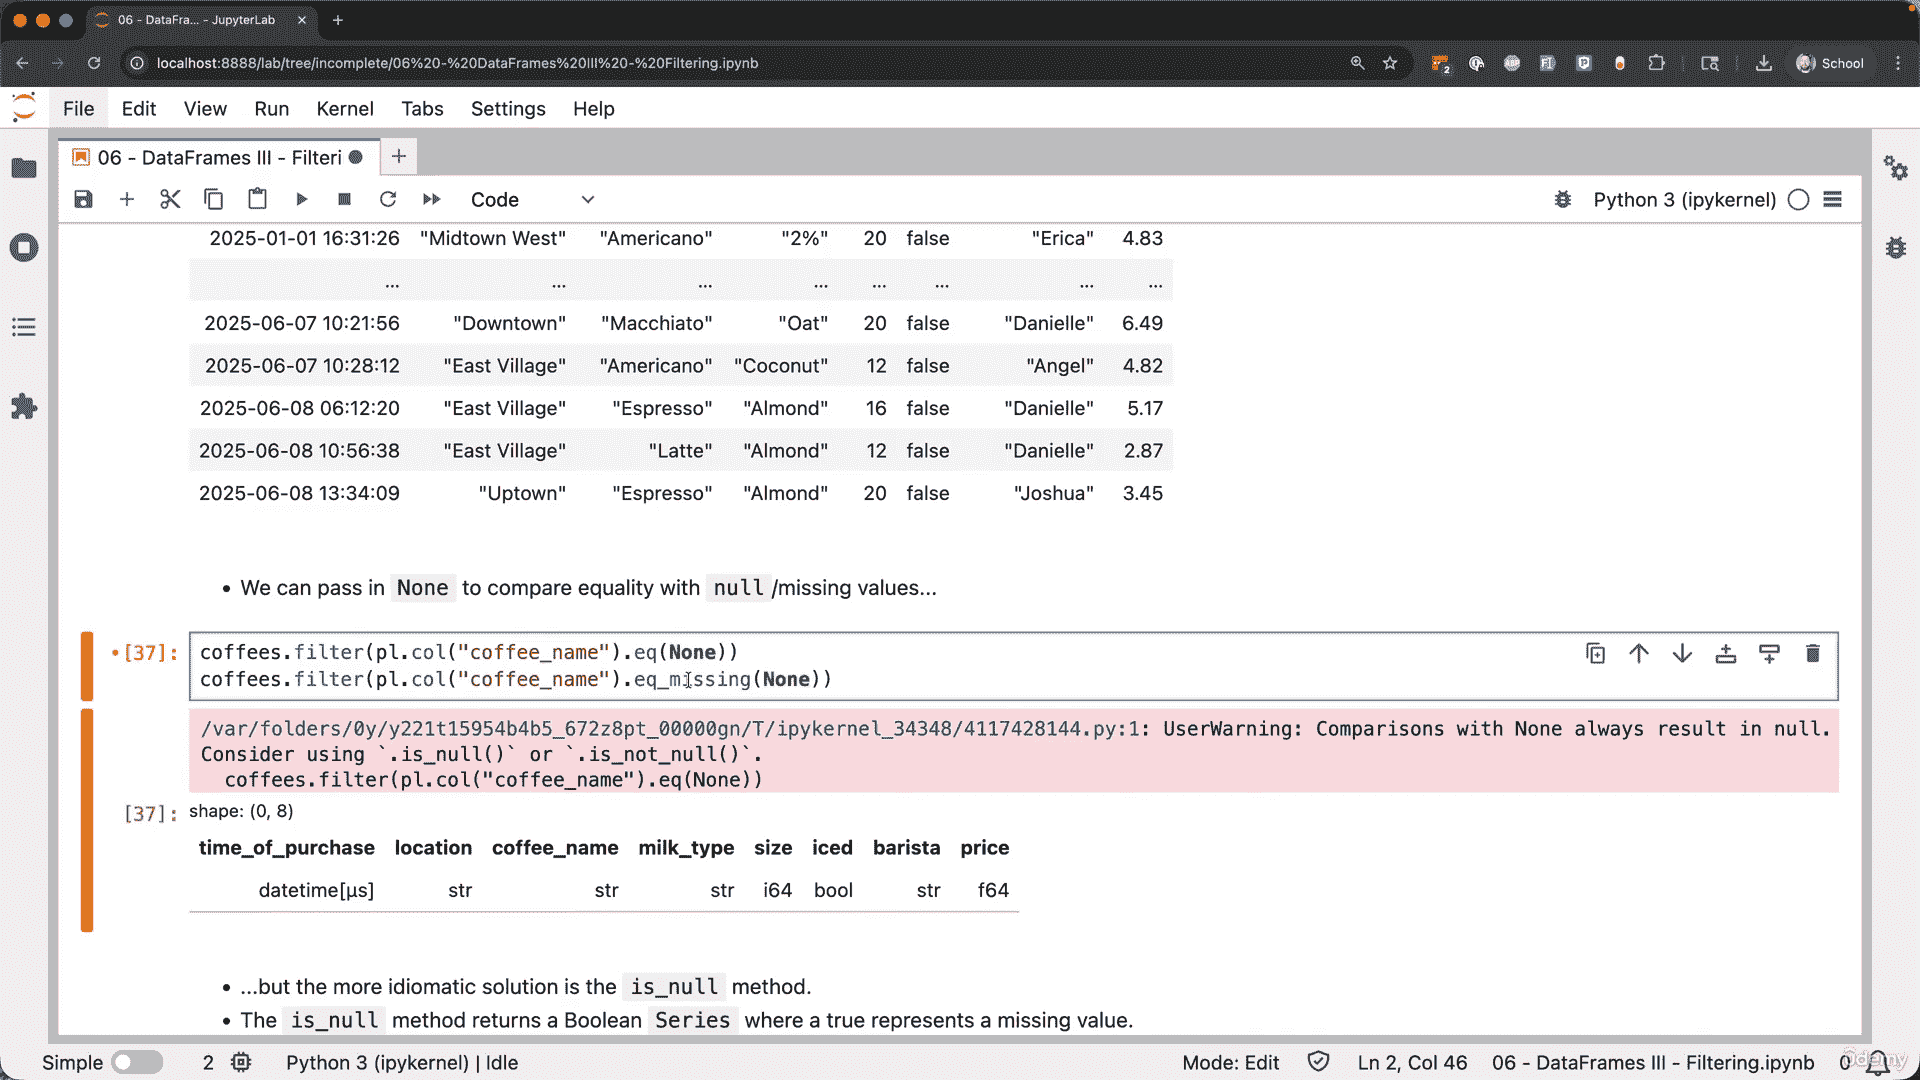 06 - DataFra... - JupyterLab
localhost:8888/lab/tree/incomplete/06%20-%20DataFrames%20III%20-%20Filtering.ipynb
2
School
File Edit View Run Kernel Tabs Settings Help
06 - DataFrames III - Filteri
Code
Python 3 (ipykernel)
2025-01-01 16:31:26 "Midtown West" "Americano" "2%" 20 false "Erica" 4.83
... ... ... ... ... ... ... ...
2025-06-07 10:21:56 "Downtown" "Macchiato" "Oat" 20 false "Danielle" 6.49
2025-06-07 10:28:12 "East Village" "Americano" "Coconut" 12 false "Angel" 4.82
2025-06-08 06:12:20 "East Village" "Espresso" "Almond" 16 false "Danielle" 5.17
2025-06-08 10:56:38 "East Village" "Latte" "Almond" 12 false "Danielle" 2.87
2025-06-08 13:34:09 "Uptown" "Espresso" "Almond" 20 false "Joshua" 3.45
• We can pass in None to compare equality with null /missing values...
[37]: coffees.filter(pl.col("coffee_name").eq(None))
coffees.filter(pl.col("coffee_name").eq_missing(None))
/var/folders/0y/y221t15954b4b5_672z8pt_00000gn/T/ipykernel_34348/4117428144.py:1: UserWarning: Comparisons with None always result in null.
Consider using `.is_null()` or `.is_not_null()`.
coffees.filter(pl.col("coffee_name").eq(None))
[37]: shape: (0, 8)
time_of_purchase location coffee_name milk_type size iced barista price
datetime[μs] str str str i64 bool str f64
• ...but the more idiomatic solution is the is_null method.
• The is_null method returns a Boolean Series where a true represents a missing value.
Simple 2 Python 3 (ipykernel) | Idle Mode: Edit Ln 2, Col 46 06 - DataFrames III - Filtering.ipynb 0
udemy